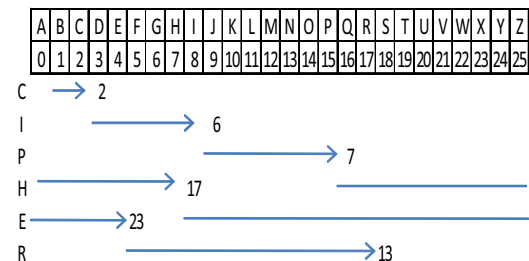 A B C D E F G H I J K L M N O P Q R S T U V W X Y Z
0 1 2 3 4 5 6 7 8 9 10 11 12 13 14 15 16 17 18 19 20 21 22 23 24 25
C 2
I 6
P 7
H 17
E 23
R 13